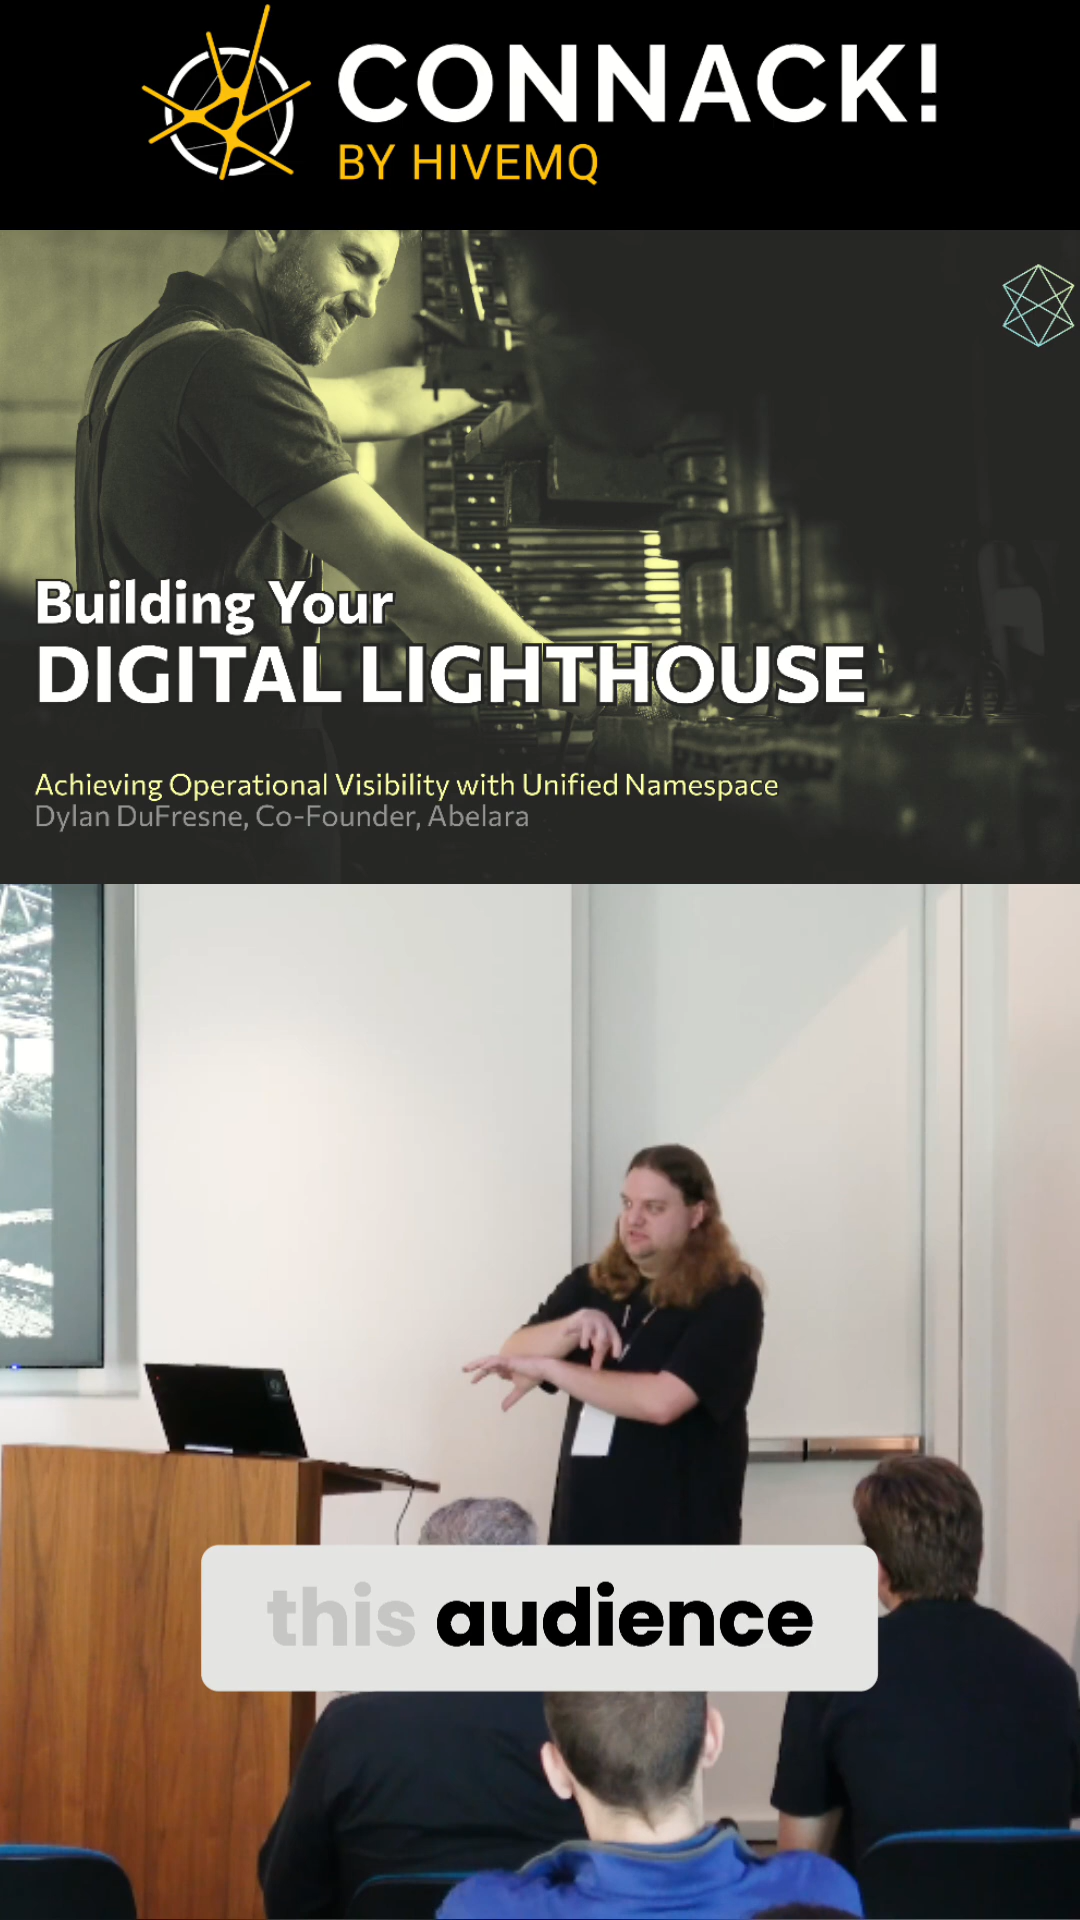 CONNACK!
BY HIVEMQ
Building Your
DIGITAL LIGHTHOUSE
Achieving Operational Visibility with Unified Namespace
Dylan DuFresne, Co-Founder, Abelara
this audience